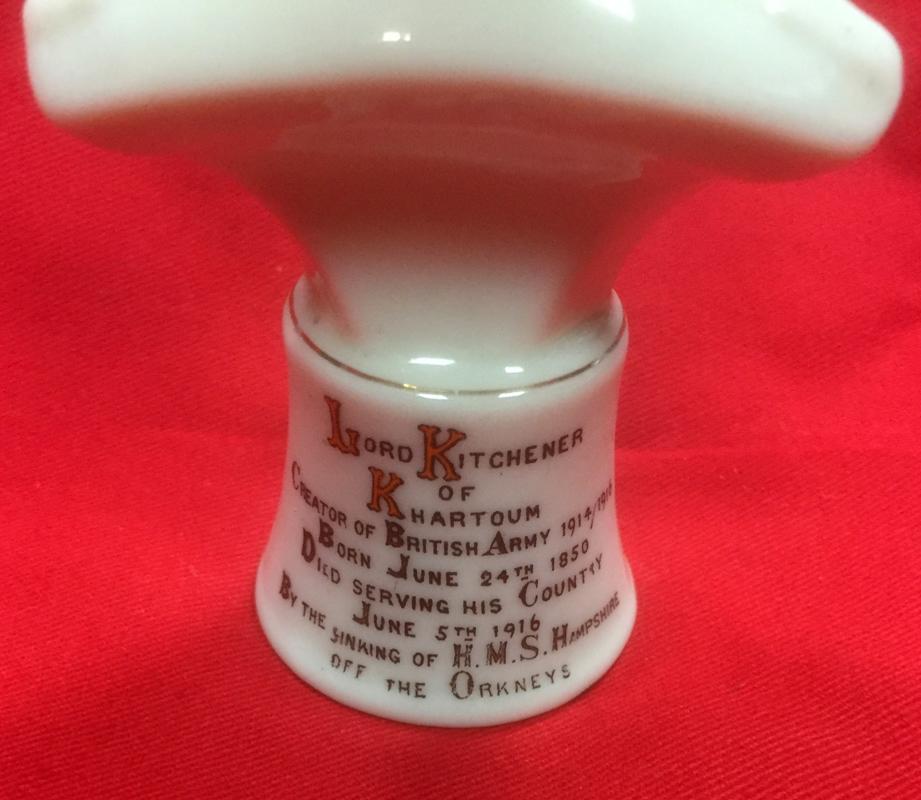 LORD KITCHENER
OF
KHARTOUM
CREATOR OF BRITISH ARMY 1914/1916
BORN JUNE 24TH 1850
DIED SERVING HIS COUNTY
JUNE 5TH 1916
BY THE SINKING OF H.M.S. HAMPSHIRE
OFF THE ORKNEYS